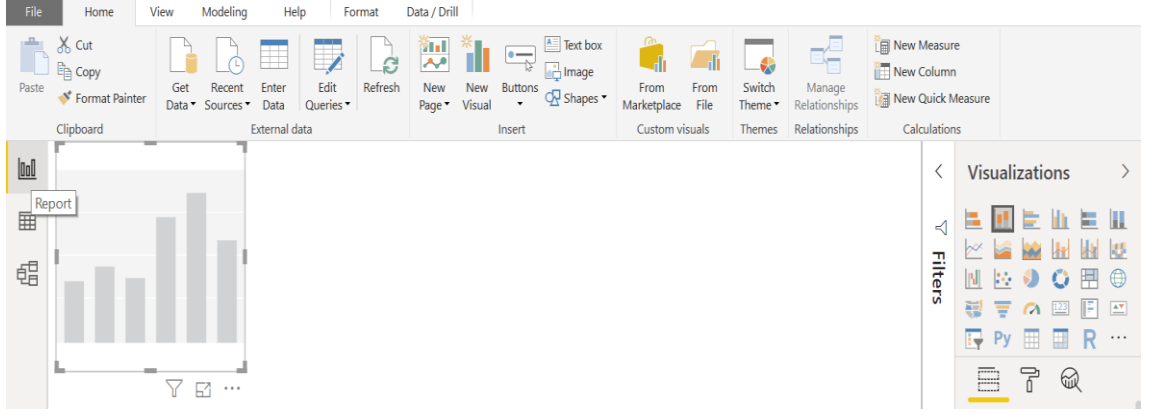 File Home View Modeling Help Format Data / Drill
Paste
Cut
Copy
Format Painter
Clipboard
Get Data
Recent Sources
Enter Data
Edit Queries
Refresh
External data
New Page
New Visual
Buttons
Text box
Image
Shapes
Insert
From Marketplace
From File
Custom visuals
Switch Theme
Themes
Manage Relationships
Relationships
New Measure
New Column
New Quick Measure
Calculations
Report
Filters
Visualizations
123
Py
R